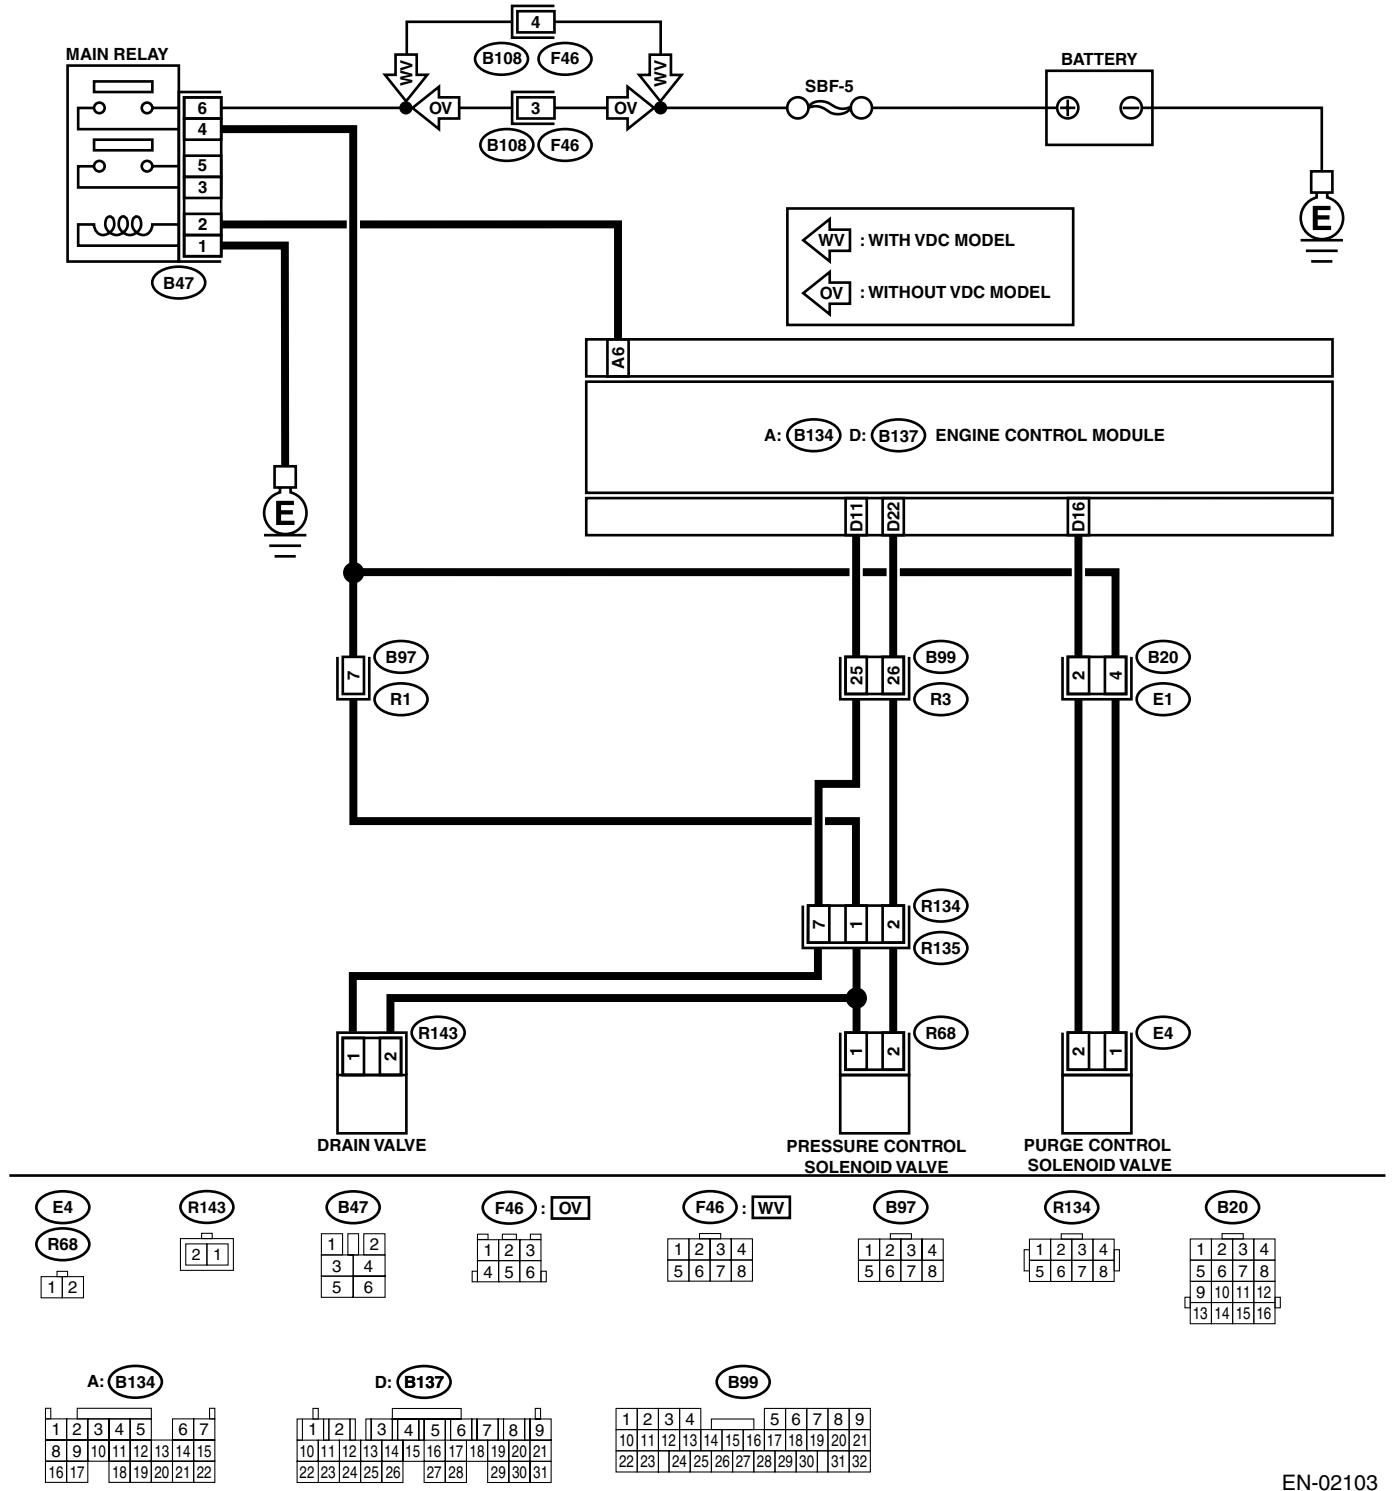 4
MAIN RELAY
B108 F46
WV WV
BATTERY
SBF-5
6 OV 3 OV
4
B108 F46
5
3
2
1
B47
E
WV : WITH VDC MODEL
OV : WITHOUT VDC MODEL
A6
A: B134 D: B137 ENGINE CONTROL MODULE
E
D11 D22 D16
B97 B99 B20
7 25 26 2 4
R1 R3 E1
R134
7 1 2
R135
R143 R68 E4
1 2 1 2 2 1
DRAIN VALVE PRESSURE CONTROL PURGE CONTROL
SOLENOID VALVE SOLENOID VALVE
E4 R143 B47 F46 : OV F46 : WV B97 R134 B20
R68
1 2
2 1
1 2
3 4
5 6
1 2 3
4 5 6
1 2 3 4
5 6 7 8
1 2 3 4
5 6 7 8
1 2 3 4
5 6 7 8
1 2 3 4
5 6 7 8
9 10 11 12
13 14 15 16
A: B134 D: B137 B99
1 2 3 4 5 6 7
8 9 10 11 12 13 14 15
16 17 18 19 20 21 22
1 2 3 4 5 6 7 8 9
10 11 12 13 14 15 16 17 18 19 20 21
22 23 24 25 26 27 28 29 30 31
1 2 3 4 5 6 7 8 9
10 11 12 13 14 15 16 17 18 19 20 21
22 23 24 25 26 27 28 29 30 31 32
EN-02103